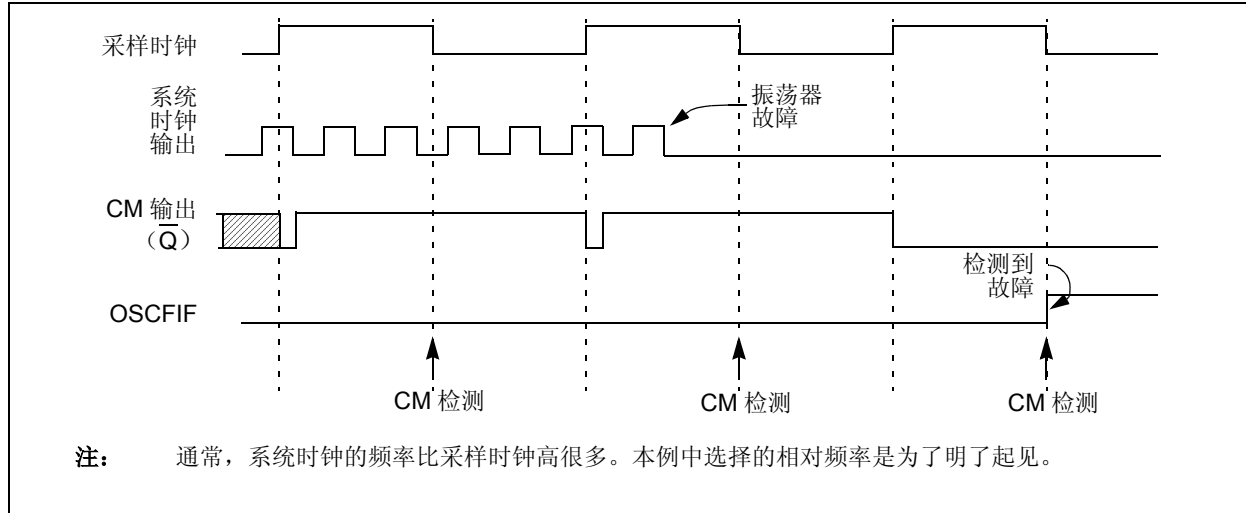 采样时钟
系统
时钟
输出
振荡器
故障
CM 输出
（Q）
检测到
故障
OSCFIF
CM 检测
CM 检测
CM 检测
注： 通常，系统时钟的频率比采样时钟高很多。本例中选择的相对频率是为了明了起见。